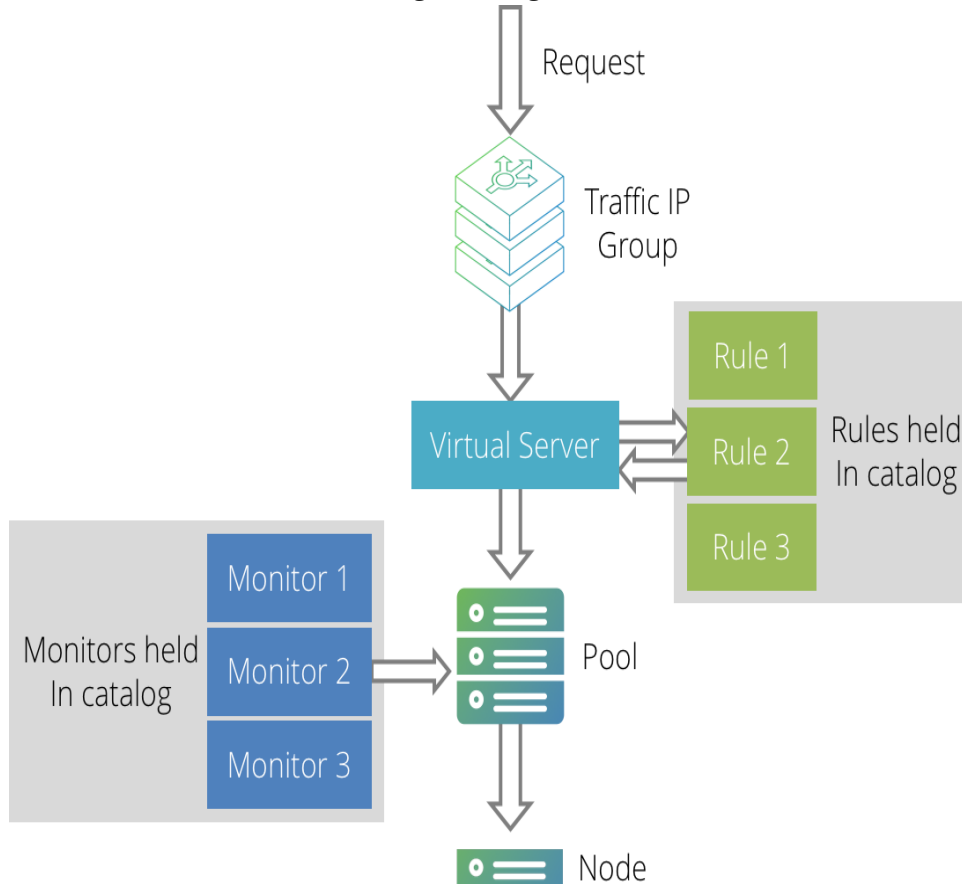 Request
Traffic IP
Group
Rule 1
Virtual Server
Rule 2
Rules held
In catalog
Rule 3
Monitor 1
Monitors held
In catalog
Monitor 2
Pool
Monitor 3
Node